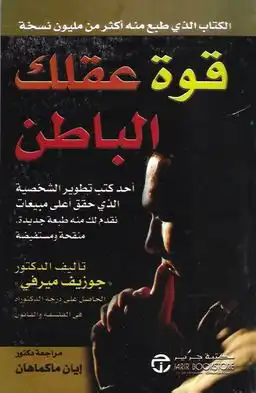 الكتاب الذي طبع منه أكثر من مليون نسخة
قوة عقلك
الباطن
أحد كتب تطوير الشخصية
الذي حقق أعلى مبيعات
نقدم لك منه طبعة جديدة،
منقحة ومستفيضة
تأليف الدكتور
جوزيف ميرفي
الحاصل على درجة الدكتوراه
في الفلسفة والقانون
مراجعة دكتور
إيان ماكماهان
مكتبة جرير
JARIR BOOKSTORE